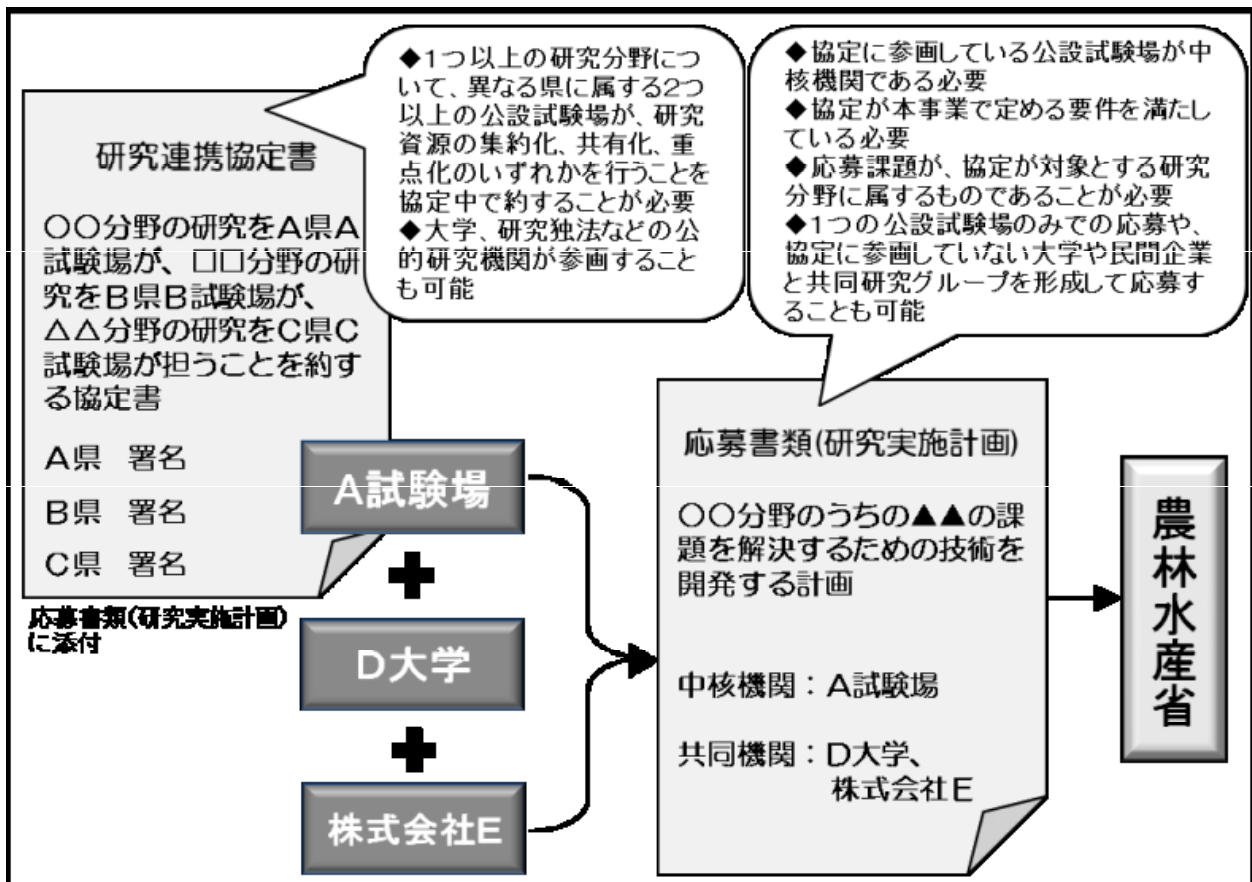 ◆1つ以上の研究分野につ
いて、異なる県に属する2つ
以上の公設試験場が、研究
資源の集約化、共有化、重
点化のいずれかを行うことを
協定中で約することが必要
◆大学、研究独法などの公
的研究機関が参画すること
も可能
◆協定に参画している公設試験場が中
核機関である必要
◆協定が本事業で定める要件を満たし
ている必要
◆応募課題が、協定が対象とする研究
分野に属するものであることが必要
◆1つの公設試験場のみでの応募や、
協定に参画していない大学や民間企業
と共同研究グループを形成して応募す
ることも可能
研究連携協定書
〇〇分野の研究をA県A
試験場が、□□分野の研
究をB県B試験場が、
△△分野の研究をC県C
試験場が担うことを約す
る協定書
A県 署名
B県 署名
C県 署名
応募書類(研究実施計画)
に添付
A試験場
+
D大学
+
株式会社E
応募書類(研究実施計画)
〇〇分野のうちの▲▲の課
題を解決するための技術を
開発する計画
中核機関：A試験場
共同機関：D大学、
株式会社E
農林水産省